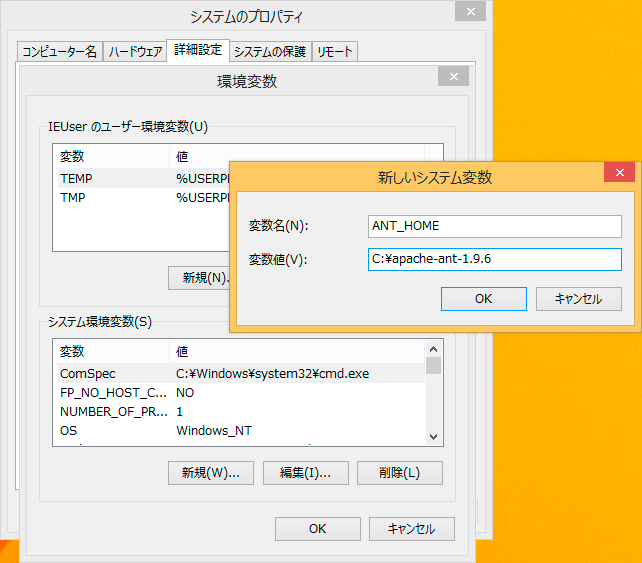 システムのプロパティ
コンピューター名 ハードウェア 詳細設定 システムの保護 リモート
環境変数
IEUser のユーザー環境変数(U)
変数 値
TEMP %USERP
TMP %USERP
新規(N).
新しいシステム変数
変数名(N): ANT_HOME
変数値(V): C:¥apache-ant-1.9.6
OK キャンセル
システム環境変数(S)
変数 値
ComSpec C:¥Windows¥system32¥cmd.exe
FP_NO_HOST_C... NO
NUMBER_OF_PR... 1
OS Windows_NT
新規(W)... 編集(I)... 削除(L)
OK キャンセル